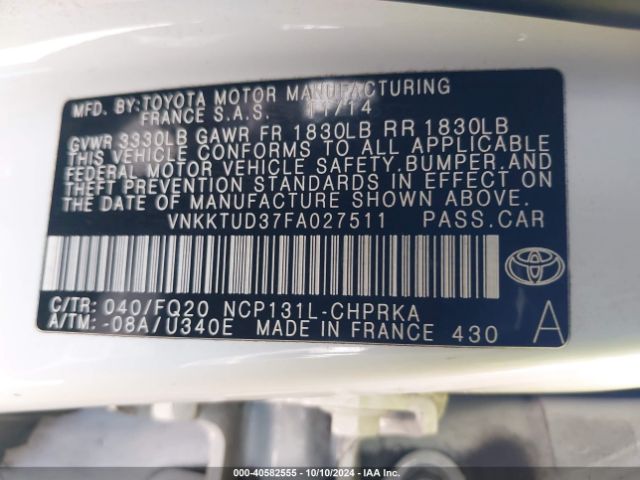 MFD. BY: TOYOTA MOTOR MANUFACTURING
FRANCE S.A.S. 11/14
GVWR 3330LB GAWR FR 1830LB RR 1830LB
THIS VEHICLE CONFORMS TO ALL APPLICABLE
FEDERAL MOTOR VEHICLE SAFETY, BUMPER, AND
THEFT PREVENTION STANDARDS IN EFFECT ON
THE DATE OF MANUFACTURE SHOWN ABOVE.
VNKKTUD37FA027511 PASS.CAR
C/TR: 040/FQ20 NCP131L-CHPRKA
A/TM: -08A/U340E MADE IN FRANCE 430 A
000-40582555 - 10/10/2024 - IAA Inc.